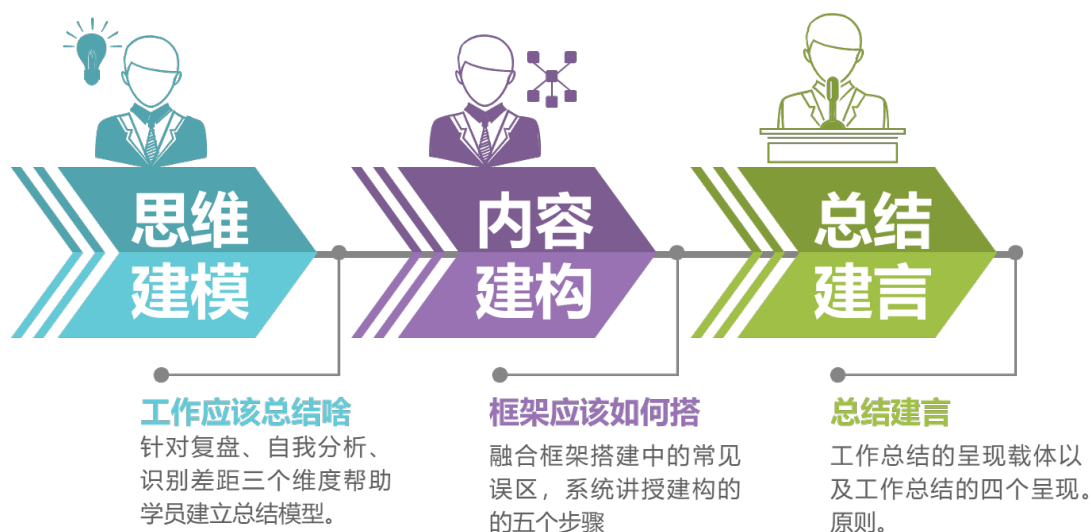 思维
建模
内容
建构
总结
建言
工作应该总结啥
针对复盘、自我分析、
识别差距三个维度帮助
学员建立总结模型。
框架应该如何搭
融合框架搭建中的常见
误区，系统讲授建构的
的五个步骤
总结建言
工作总结的呈现载体以
及工作总结的四个呈现。
原则。